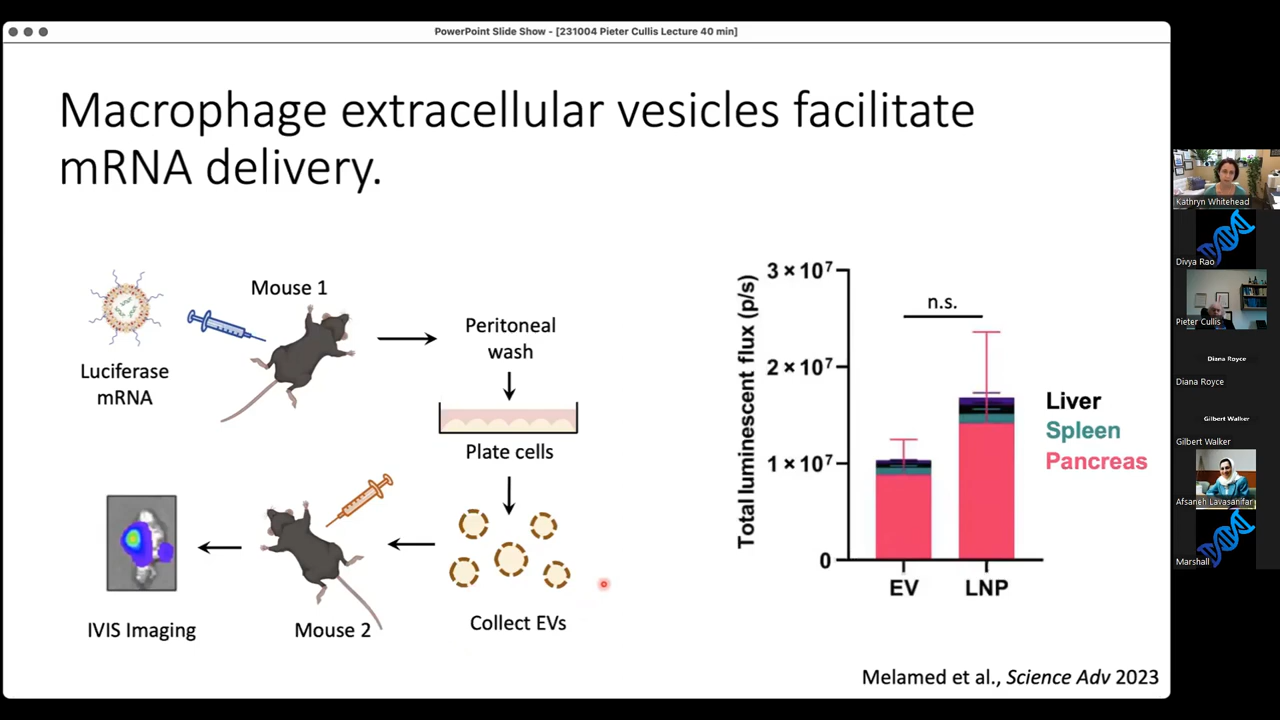 PowerPoint Slide Show - [231004 Pieter Cullis Lecture 40 min]
Macrophage extracellular vesicles facilitate
mRNA delivery.
Luciferase
mRNA
Mouse 1
Peritoneal
wash
Plate cells
Collect EVs
Mouse 2
IVIS Imaging
Total luminescent flux (p/s)
3 × 10⁷
2 × 10⁷
1 × 10⁷
0
n.s.
EV
LNP
Liver
Spleen
Pancreas
Melamed et al., Science Adv 2023
Kathryn Whitehead
Divya Rao
Pieter Cullis
Diana Royce
Diana Royce
Gilbert Walker
Gilbert Walker
Afsaneh Lavasanifar
Marshall